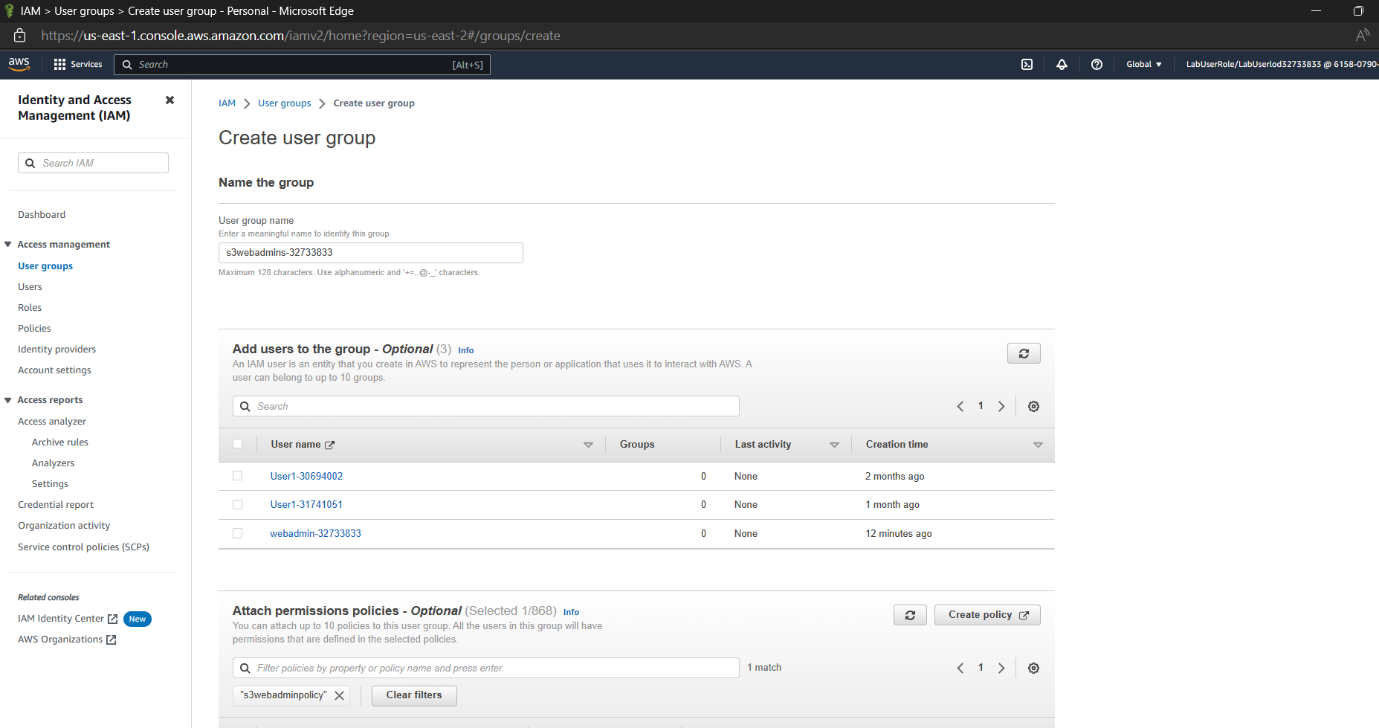 IAM > User groups > Create user group - Personal - Microsoft Edge
https://us-east-1.console.aws.amazon.com/iamv2/home?region=us-east-2#/groups/create
aws Services Search [Alt+S] Global LabUserRole/LabUserlod32733833 @ 6158-0790-
Identity and Access
Management (IAM)
Search IAM
Dashboard
Access management
User groups
Users
Roles
Policies
Identity providers
Account settings
Access reports
Access analyzer
Archive rules
Analyzers
Settings
Credential report
Organization activity
Service control policies (SCPs)
Related consoles
IAM Identity Center New
AWS Organizations
IAM > User groups > Create user group
Create user group
Name the group
User group name
Enter a meaningful name to identify this group.
s3webadmins-32733833
Maximum 128 characters. Use alphanumeric and '+=,.@-_' characters.
Add users to the group - Optional (3) Info
An IAM user is an entity that you create in AWS to represent the person or application that uses it to interact with AWS. A
user can belong to up to 10 groups.
Search
1
User name Groups Last activity Creation time
User1-30694002 0 None 2 months ago
User1-31741051 0 None 1 month ago
webadmin-32733833 0 None 12 minutes ago
Attach permissions policies - Optional (Selected 1/868) Info
Create policy
You can attach up to 10 policies to this user group. All the users in this group will have
permissions that are defined in the selected policies.
Filter policies by property or policy name and press enter.
1 match
1
"s3webadminpolicy" Clear filters